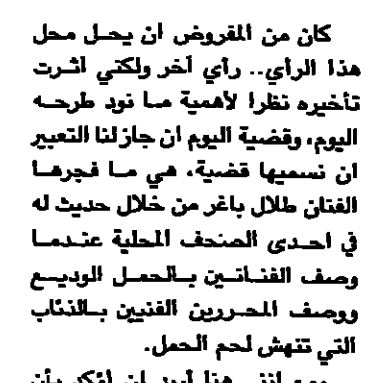 كان من المفروض ان يحل محل
هذا الرأي.. رأي آخر ولكني آثرت
تأخيره نظرا لأهمية ما نود طرحه
اليوم، وقضية اليوم ان جاز لنا التعبير
ان نسميها قضية، هي ما فجرها
الفنان طلال باغر من خلال حديث له
في احدى الصحف المحلية عندما
وصف الفنانين بالحمل الوديع
ووصف المحررين الفنيين بالذئاب
التي تنهش لحم الحمل.